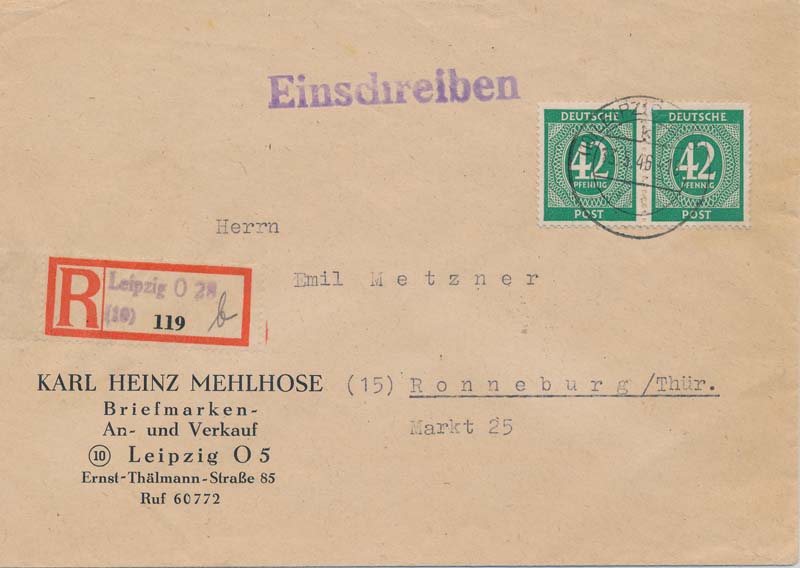 Einschreiben
DEUTSCHE DEUTSCHE
42 42
PFENNIG PFENNIG
POST POST
46
Herrn
Emil Metzner
R Leipzig O 28
(10) 119 b
KARL HEINZ MEHLHOSE
Briefmarken-
An- und Verkauf
10 Leipzig O 5
Ernst-Thälmann-Straße 85
Ruf 60772
(15) Ronneburg/Thür.
Markt 25